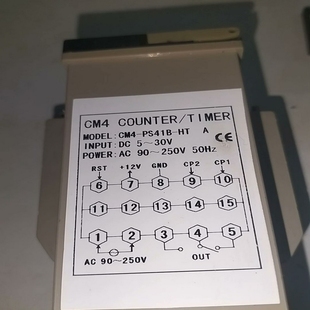 CM4 COUNTER/TIMER
MODEL: CM4-PS41B-HT A
INPUT: DC 5~30V
POWER: AC 90~250V 50Hz
CE
RST +12V GND CP2 CP1
6 7 8 9 10
11 12 13 14 15
1 2 3 4 5
AC 90~250V OUT